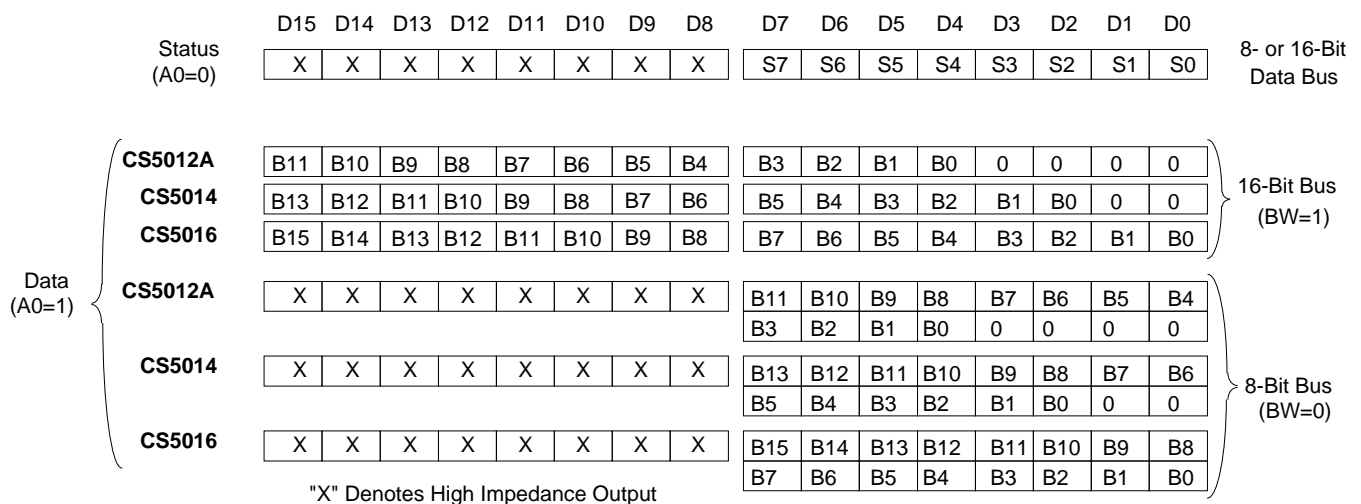 D15 D14 D13 D12 D11 D10 D9 D8 D7 D6 D5 D4 D3 D2 D1 D0
Status
(A0=0)
X X X X X X X X S7 S6 S5 S4 S3 S2 S1 S0
8- or 16-Bit
Data Bus
Data
(A0=1)
CS5012A B11 B10 B9 B8 B7 B6 B5 B4 B3 B2 B1 B0 0 0 0 0
CS5014 B13 B12 B11 B10 B9 B8 B7 B6 B5 B4 B3 B2 B1 B0 0 0
CS5016 B15 B14 B13 B12 B11 B10 B9 B8 B7 B6 B5 B4 B3 B2 B1 B0
16-Bit Bus
(BW=1)
CS5012A X X X X X X X X B11 B10 B9 B8 B7 B6 B5 B4
B3 B2 B1 B0 0 0 0 0
CS5014 X X X X X X X X B13 B12 B11 B10 B9 B8 B7 B6
B5 B4 B3 B2 B1 B0 0 0
CS5016 X X X X X X X X B15 B14 B13 B12 B11 B10 B9 B8
B7 B6 B5 B4 B3 B2 B1 B0
8-Bit Bus
(BW=0)
"X" Denotes High Impedance Output